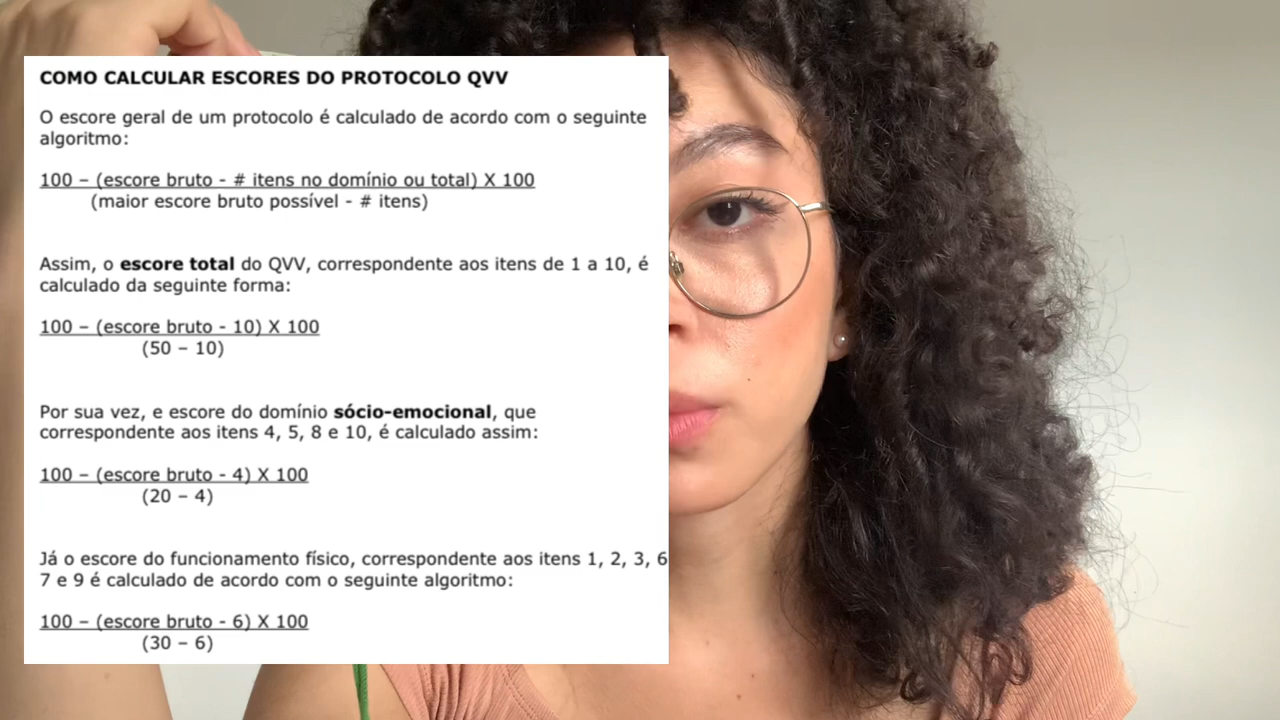 COMO CALCULAR ESCORES DO PROTOCOLO QVV
O escore geral de um protocolo é calculado de acordo com o seguinte
algoritmo:
100 – (escore bruto - # itens no domínio ou total) X 100
(maior escore bruto possível - # itens)
Assim, o escore total do QVV, correspondente aos itens de 1 a 10, é
calculado da seguinte forma:
100 – (escore bruto - 10) X 100
(50 – 10)
Por sua vez, e escore do domínio sócio-emocional, que
correspondente aos itens 4, 5, 8 e 10, é calculado assim:
100 – (escore bruto - 4) X 100
(20 – 4)
Já o escore do funcionamento físico, correspondente aos itens 1, 2, 3, 6
7 e 9 é calculado de acordo com o seguinte algoritmo:
100 – (escore bruto - 6) X 100
(30 – 6)